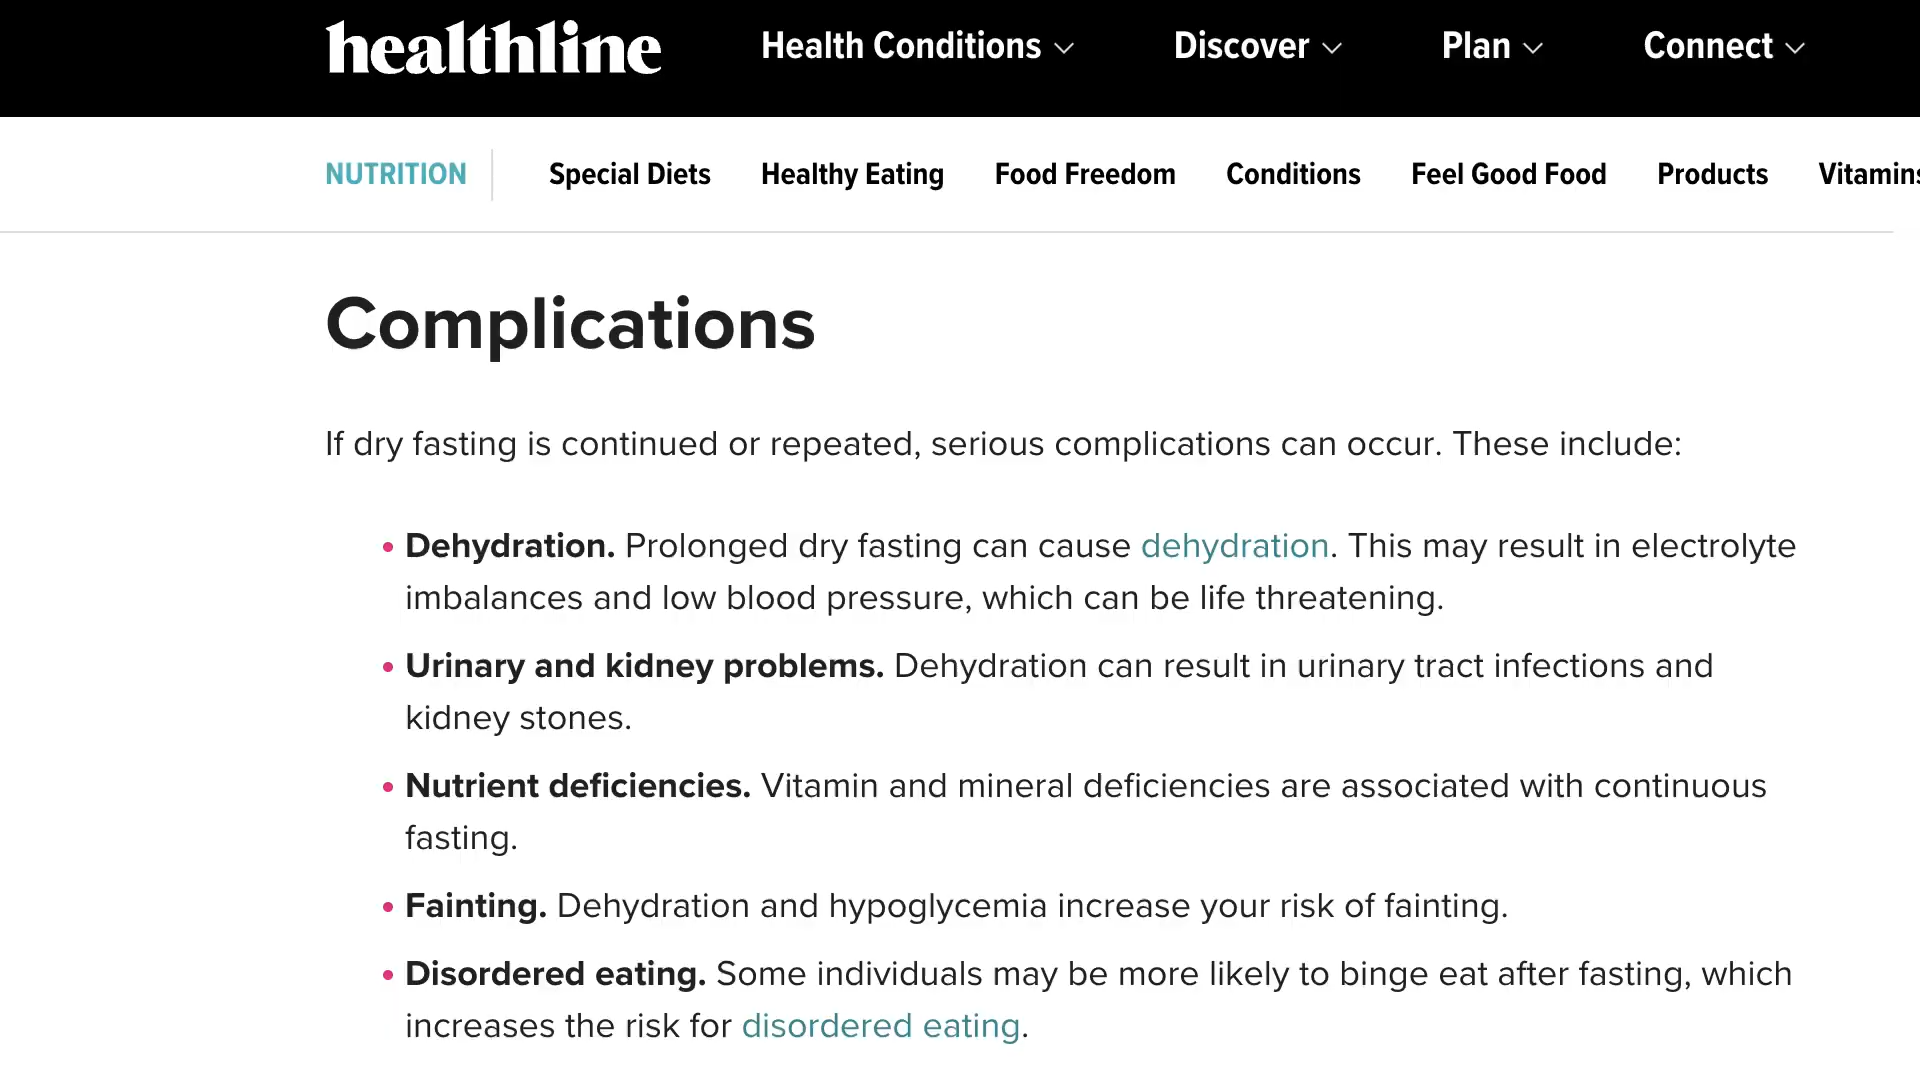 healthline Health Conditions Discover Plan Connect
NUTRITION Special Diets Healthy Eating Food Freedom Conditions Feel Good Food Products Vitamins
Complications
If dry fasting is continued or repeated, serious complications can occur. These include:
• Dehydration. Prolonged dry fasting can cause dehydration. This may result in electrolyte
imbalances and low blood pressure, which can be life threatening.
• Urinary and kidney problems. Dehydration can result in urinary tract infections and
kidney stones.
• Nutrient deficiencies. Vitamin and mineral deficiencies are associated with continuous
fasting.
• Fainting. Dehydration and hypoglycemia increase your risk of fainting.
• Disordered eating. Some individuals may be more likely to binge eat after fasting, which
increases the risk for disordered eating.